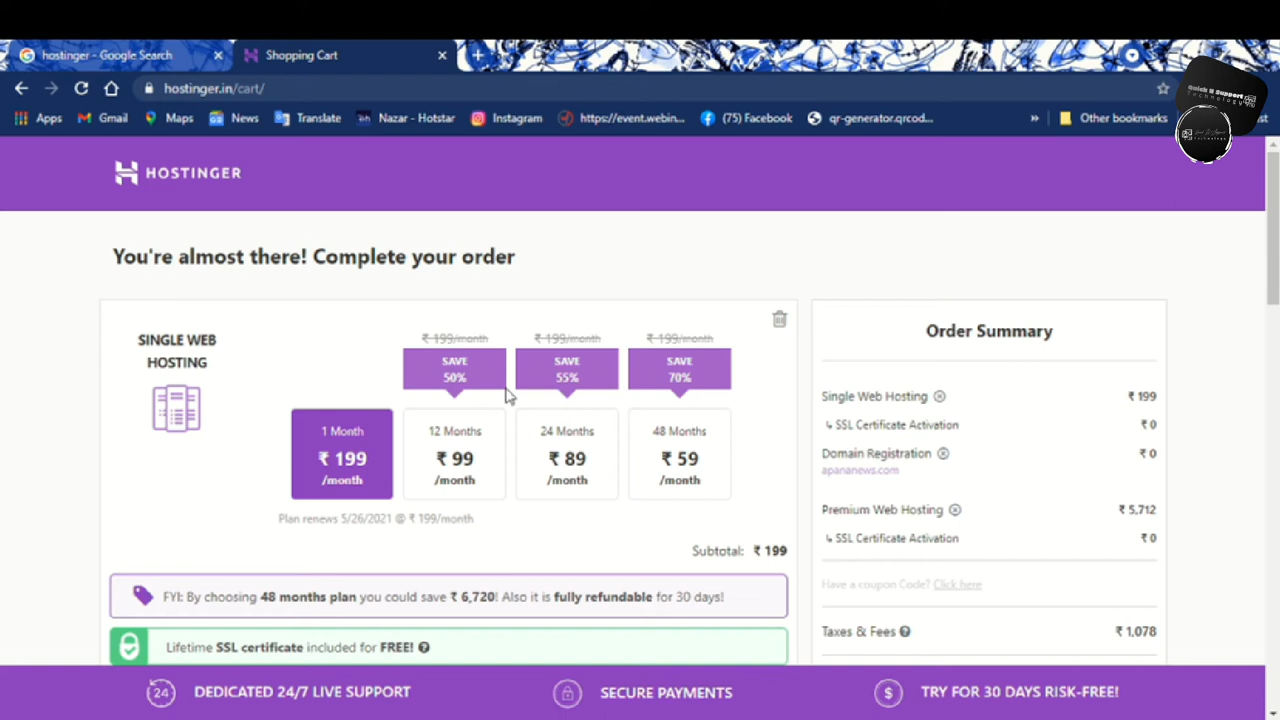 hostinger - Google Search
Shopping Cart
hostinger.in/cart/
Apps Gmail Maps News Translate Nazar - Hotstar Instagram https://event.webin... (75) Facebook qr-generator.qrcod... » Other bookmarks
Quick N Support
Technology
HOSTINGER
You're almost there! Complete your order
SINGLE WEB
HOSTING
₹ 199/month ₹ 199/month ₹ 199/month
SAVE
50%
SAVE
55%
SAVE
70%
1 Month
₹ 199
/month
12 Months
₹ 99
/month
24 Months
₹ 89
/month
48 Months
₹ 59
/month
Plan renews 5/26/2021 @ ₹ 199/month
Subtotal: ₹ 199
FYI: By choosing 48 months plan you could save ₹ 6,720! Also it is fully refundable for 30 days!
Lifetime SSL certificate included for FREE!
Order Summary
Single Web Hosting ₹ 199
↳ SSL Certificate Activation ₹ 0
Domain Registration ₹ 0
apananews.com
Premium Web Hosting ₹ 5,712
↳ SSL Certificate Activation ₹ 0
Have a coupon Code? Click here
Taxes & Fees ₹ 1,078
24 DEDICATED 24/7 LIVE SUPPORT
SECURE PAYMENTS
$ TRY FOR 30 DAYS RISK-FREE!